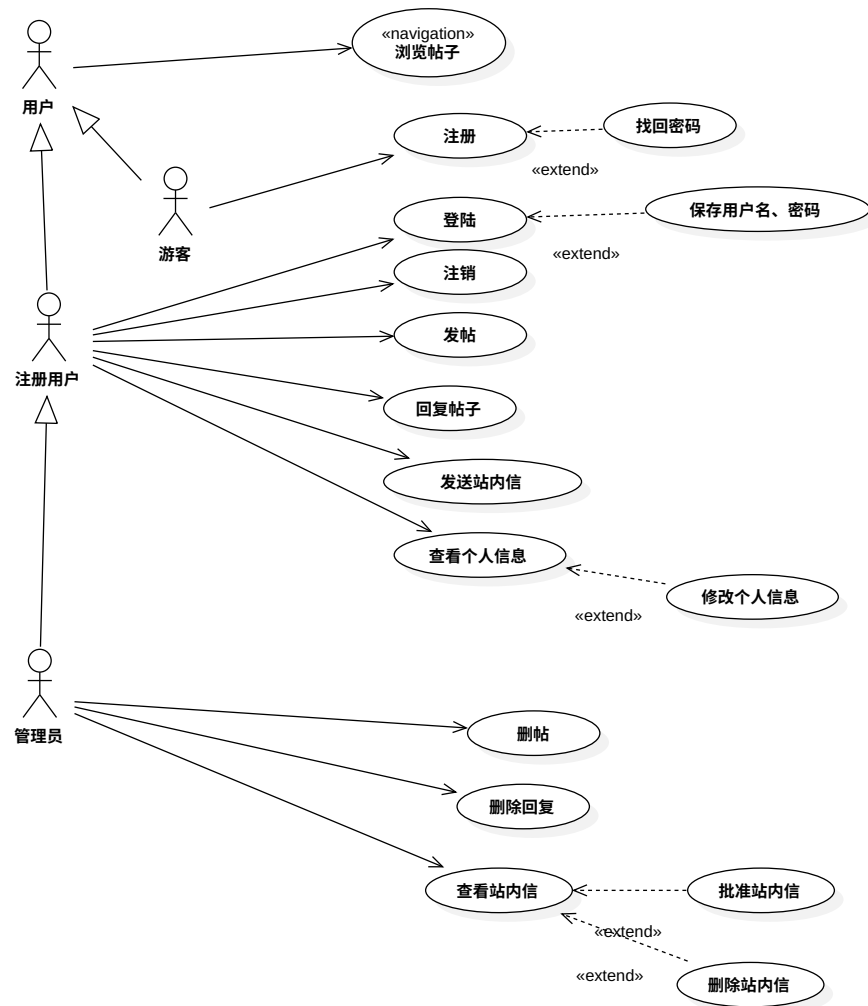 «navigation»
浏览帖子
用户
注册
找回密码
«extend»
游客
登陆
保存用户名、密码
«extend»
注销
发帖
注册用户
回复帖子
发送站内信
查看个人信息
修改个人信息
«extend»
管理员
删帖
删除回复
查看站内信
批准站内信
«extend»
«extend»
删除站内信